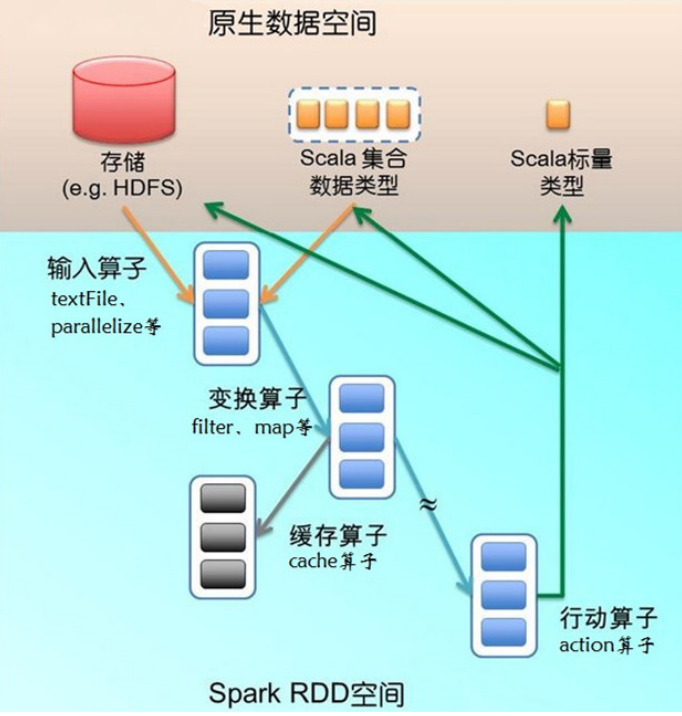 原生数据空间
存储
(e.g. HDFS)
Scala 集合
数据类型
Scala标量
类型
输入算子
textFile、
parallelize等
变换算子
filter、map等
缓存算子
cache算子
≈
行动算子
action算子
Spark RDD空间